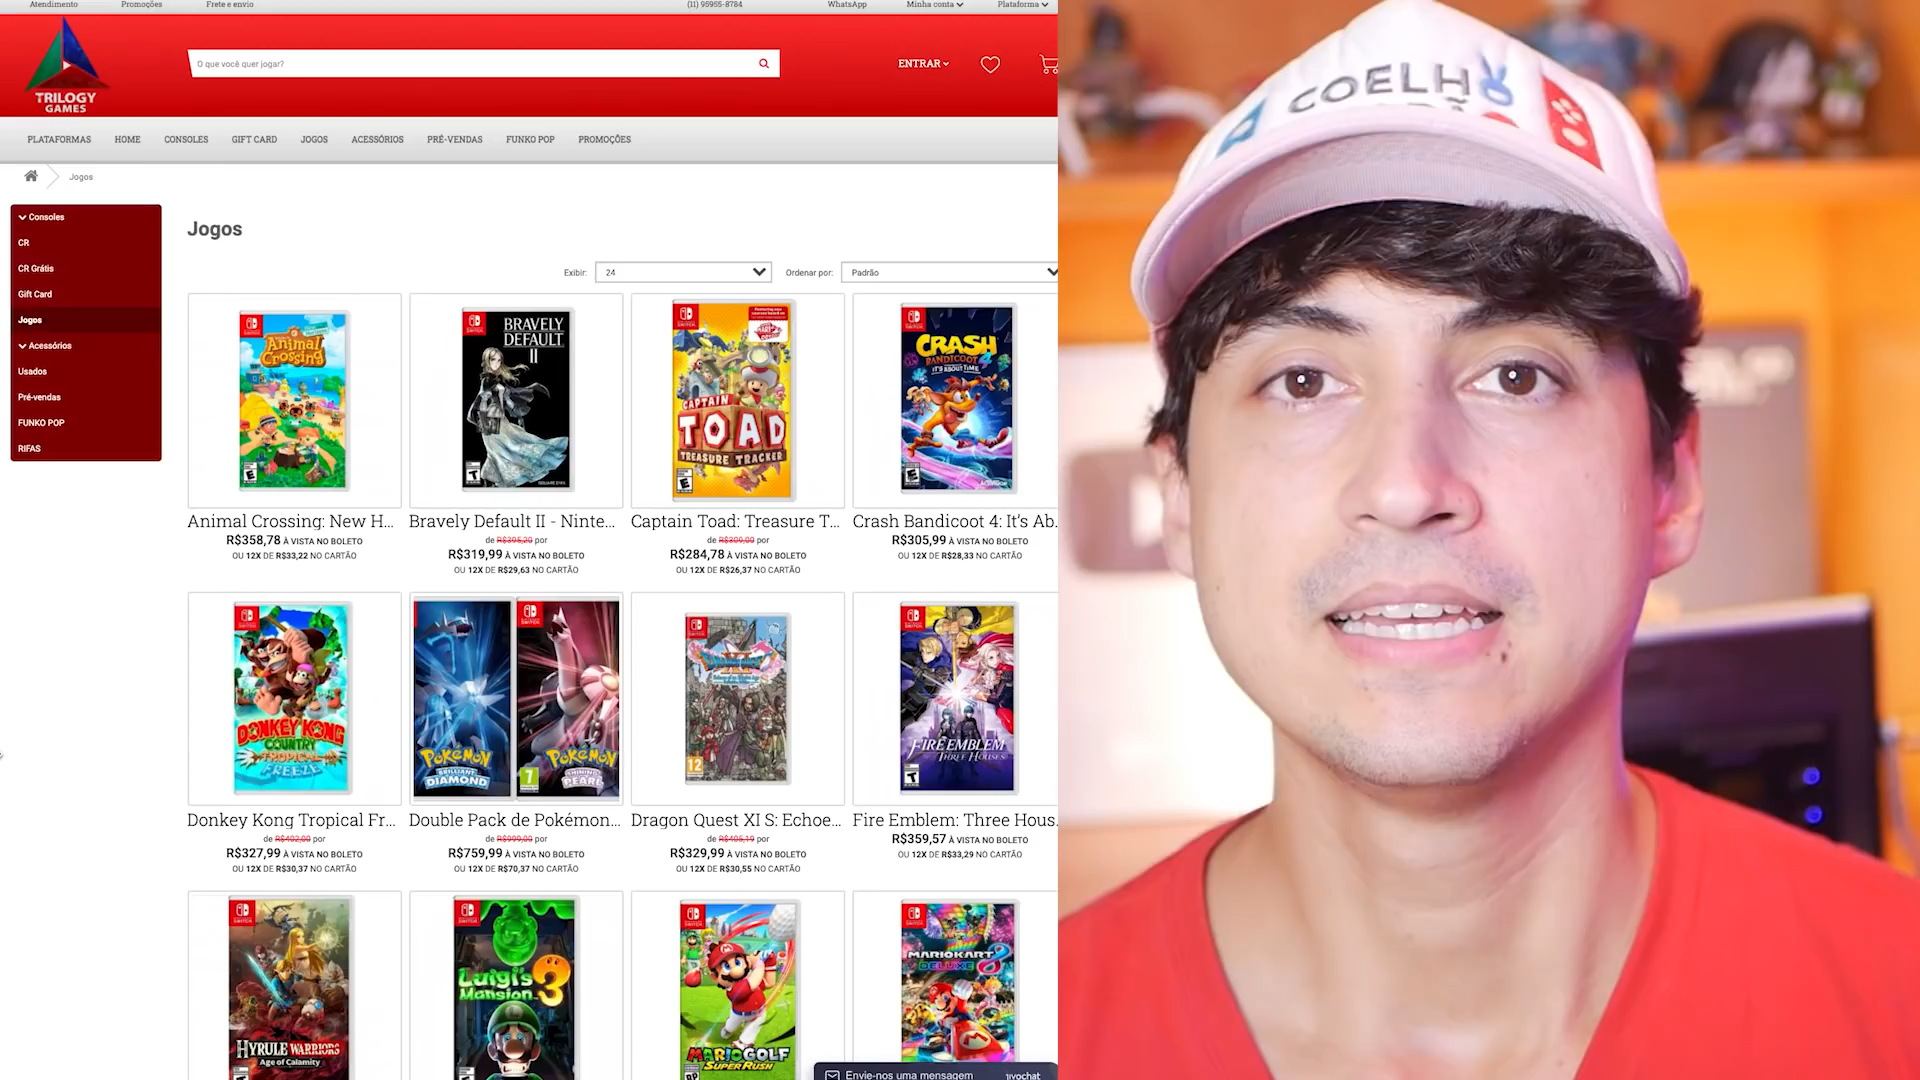 Atendimento
Promoções
Frete e envio
(11) 95955-8784
WhatsApp
Minha conta
Plataforma
TRILOGY
GAMES
O que você quer jogar?
ENTRAR
PLATAFORMAS
HOME
CONSOLES
GIFT CARD
JOGOS
ACESSÓRIOS
PRÉ-VENDAS
FUNKO POP
PROMOÇÕES
Jogos
Consoles
CR
CR Grátis
Gift Card
Jogos
Acessórios
Usados
Pré-vendas
FUNKO POP
RIFAS
Jogos
Exibir:
24
Ordenar por:
Padrão
Animal
Crossing
BRAVELY
DEFAULT
II
CAPTAIN
TOAD
TREASURE TRACKER
CRASH
BANDICOOT 4
IT'S ABOUT TIME
Animal Crossing: New H...
R$358,78 À VISTA NO BOLETO
OU 12X DE R$33,22 NO CARTÃO
Bravely Default II - Ninte...
de R$395,20 por
R$319,99 À VISTA NO BOLETO
OU 12X DE R$29,63 NO CARTÃO
Captain Toad: Treasure T...
de R$309,00 por
R$284,78 À VISTA NO BOLETO
OU 12X DE R$26,37 NO CARTÃO
Crash Bandicoot 4: It's Ab.
R$305,99 À VISTA NO BOLETO
OU 12X DE R$28,33 NO CARTÃO
DONKEY KONG
COUNTRY
TROPICAL
FREEZE
POKÉMON
BRILLIANT
DIAMOND
7
POKÉMON
SHINING
PEARL
12
FIRE EMBLEM
THREE HOUSES
Donkey Kong Tropical Fr...
de R$402,00 por
R$327,99 À VISTA NO BOLETO
OU 12X DE R$30,37 NO CARTÃO
Double Pack de Pokémon...
de R$999,00 por
R$759,99 À VISTA NO BOLETO
OU 12X DE R$70,37 NO CARTÃO
Dragon Quest XI S: Echoe...
de R$405,19 por
R$329,99 À VISTA NO BOLETO
OU 12X DE R$30,55 NO CARTÃO
Fire Emblem: Three Hous.
R$359,57 À VISTA NO BOLETO
OU 12X DE R$33,29 NO CARTÃO
HYRULE WARRIORS
Age of Calamity
Luigi's
Mansion 3
MARIO GOLF
SUPER RUSH
MARIOKART 8
DELUXE
Envie-nos uma mensagem
jivochat
COELHO